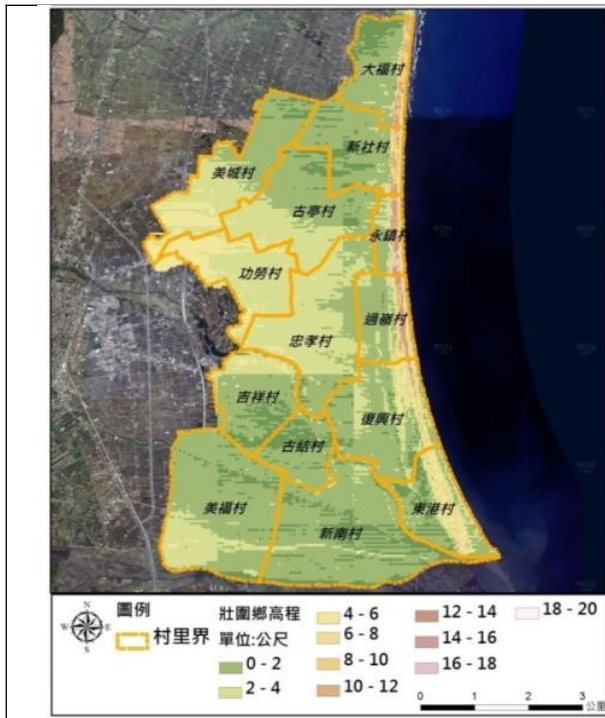 大福村
新社村
美城村
古亭村
永鎮村
功勞村
過嶺村
忠孝村
吉祥村
復興村
古結村
美福村
東港村
新南村
N
W
E
S
圖例
村里界
壯圍鄉高程
單位:公尺
0 - 2
2 - 4
4 - 6
6 - 8
8 - 10
10 - 12
12 - 14
14 - 16
16 - 18
18 - 20
0 1 2 3
公里